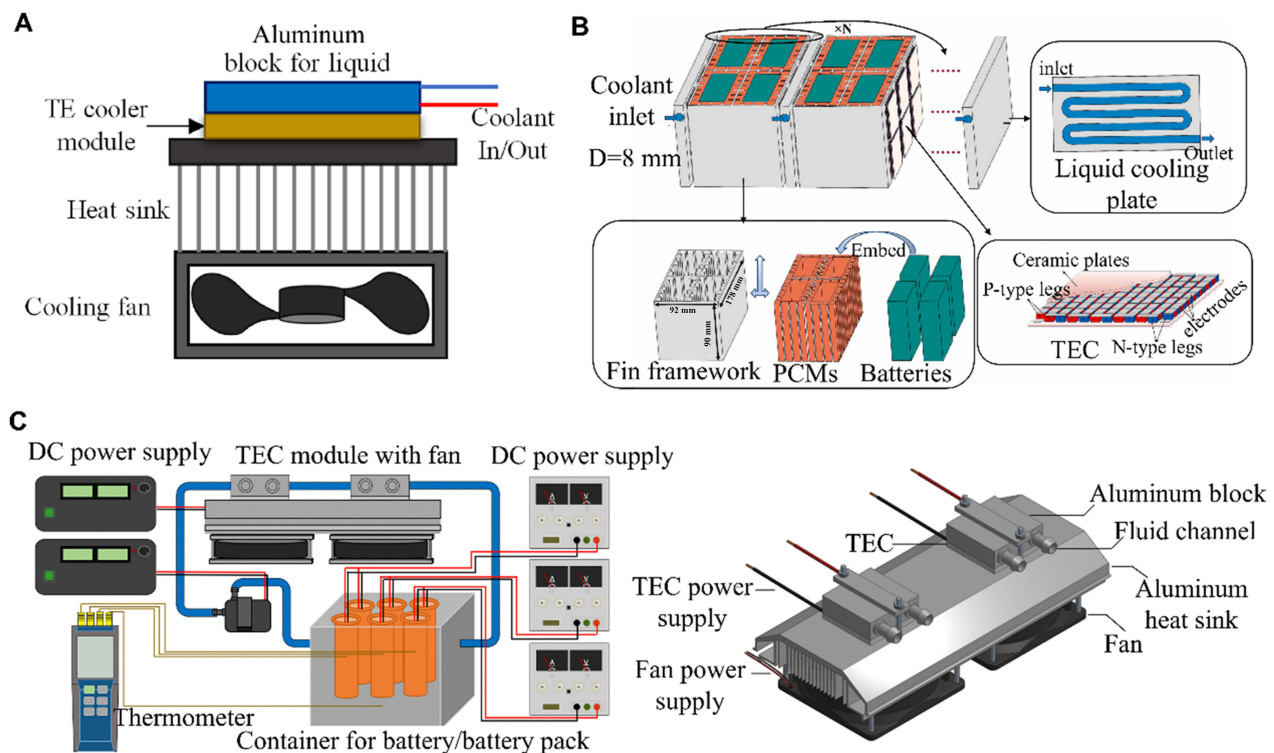 A
Aluminum
block for liquid
TE cooler
module
Coolant
In/Out
Heat sink
Cooling fan
B
×N
Coolant
inlet
D=8 mm
inlet
Outlet
Liquid cooling
plate
Embed
92 mm
90 mm
178 mm
Fin framework
PCMs
Batteries
Ceramic plates
P-type legs
electrodes
N-type legs
TEC
C
DC power supply
TEC module with fan
DC power supply
A V
A V
A V
Thermometer
Container for battery/battery pack
Aluminum block
Fluid channel
TEC
TEC power
supply
Aluminum
heat sink
Fan
Fan power
supply